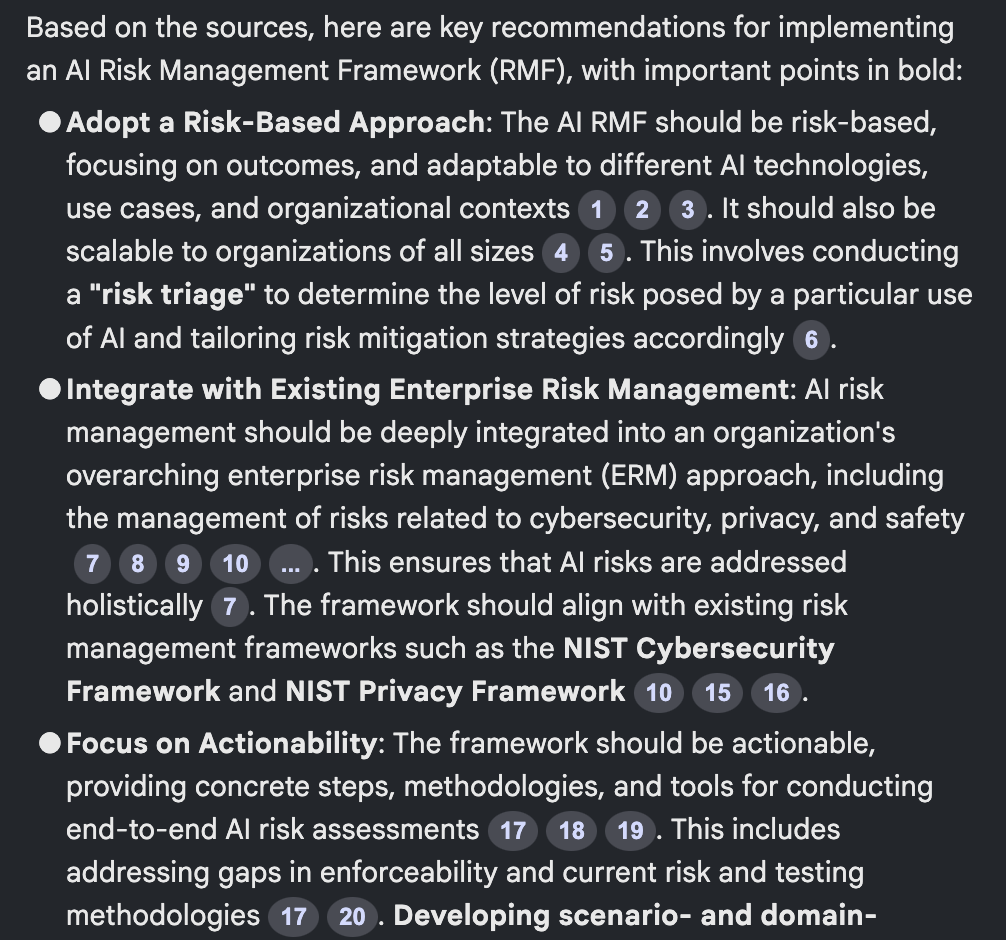 Based on the sources, here are key recommendations for implementing
an AI Risk Management Framework (RMF), with important points in bold:
● Adopt a Risk-Based Approach: The AI RMF should be risk-based,
focusing on outcomes, and adaptable to different AI technologies,
use cases, and organizational contexts 1 2 3 . It should also be
scalable to organizations of all sizes 4 5 . This involves conducting
a "risk triage" to determine the level of risk posed by a particular use
of AI and tailoring risk mitigation strategies accordingly 6 .
● Integrate with Existing Enterprise Risk Management: AI risk
management should be deeply integrated into an organization's
overarching enterprise risk management (ERM) approach, including
the management of risks related to cybersecurity, privacy, and safety
7 8 9 10 ... . This ensures that AI risks are addressed
holistically 7 . The framework should align with existing risk
management frameworks such as the NIST Cybersecurity
Framework and NIST Privacy Framework 10 15 16 .
● Focus on Actionability: The framework should be actionable,
providing concrete steps, methodologies, and tools for conducting
end-to-end AI risk assessments 17 18 19 . This includes
addressing gaps in enforceability and current risk and testing
methodologies 17 20 . Developing scenario- and domain-